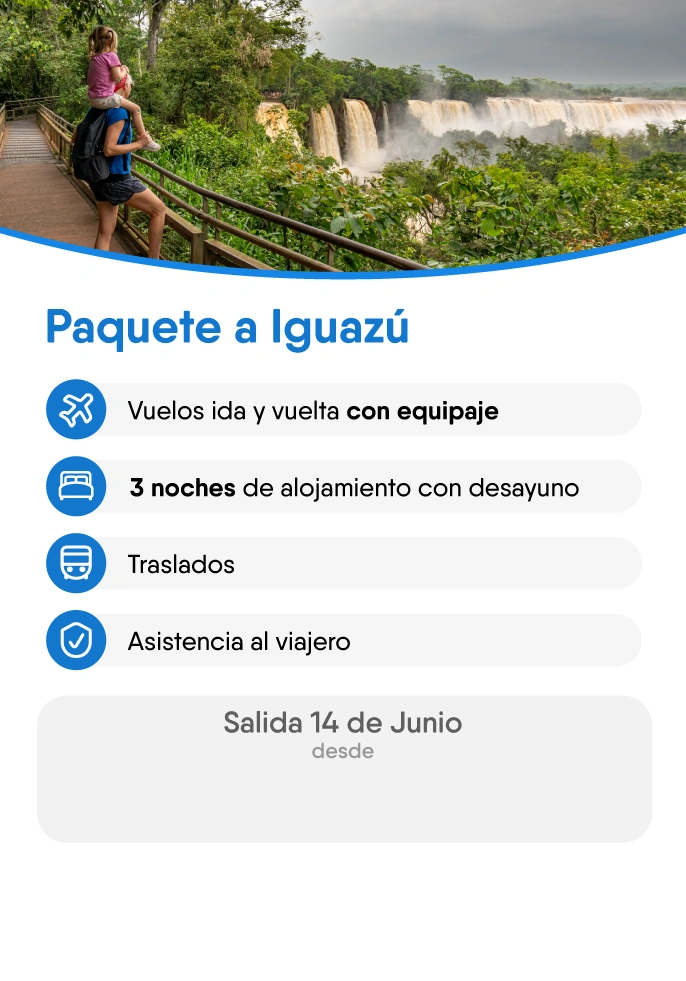 Paquete a Iguazú
Vuelos ida y vuelta con equipaje
3 noches de alojamiento con desayuno
Traslados
Asistencia al viajero
Salida 14 de Junio
desde